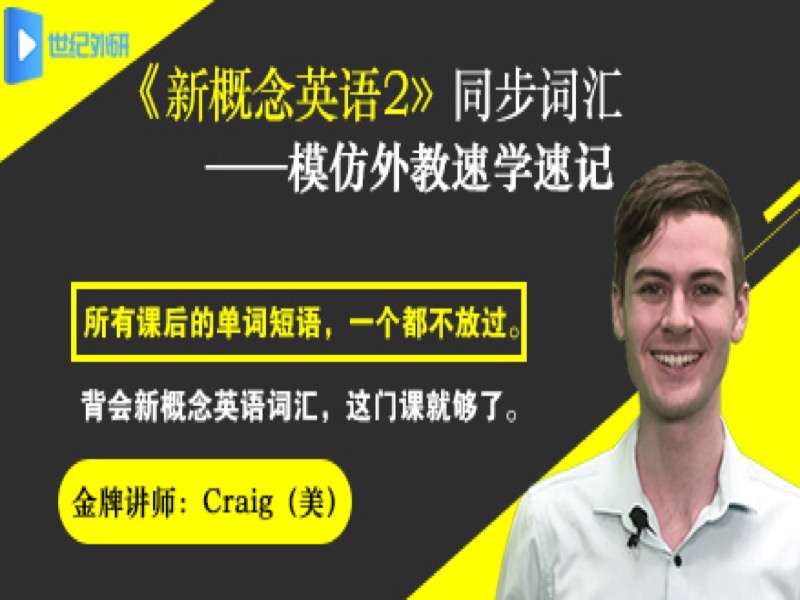 世纪外研
《新概念英语2》同步词汇
——模仿外教速学速记
所有课后的单词短语，一个都不放过。
背会新概念英语词汇，这门课就够了。
金牌讲师：Craig（美）